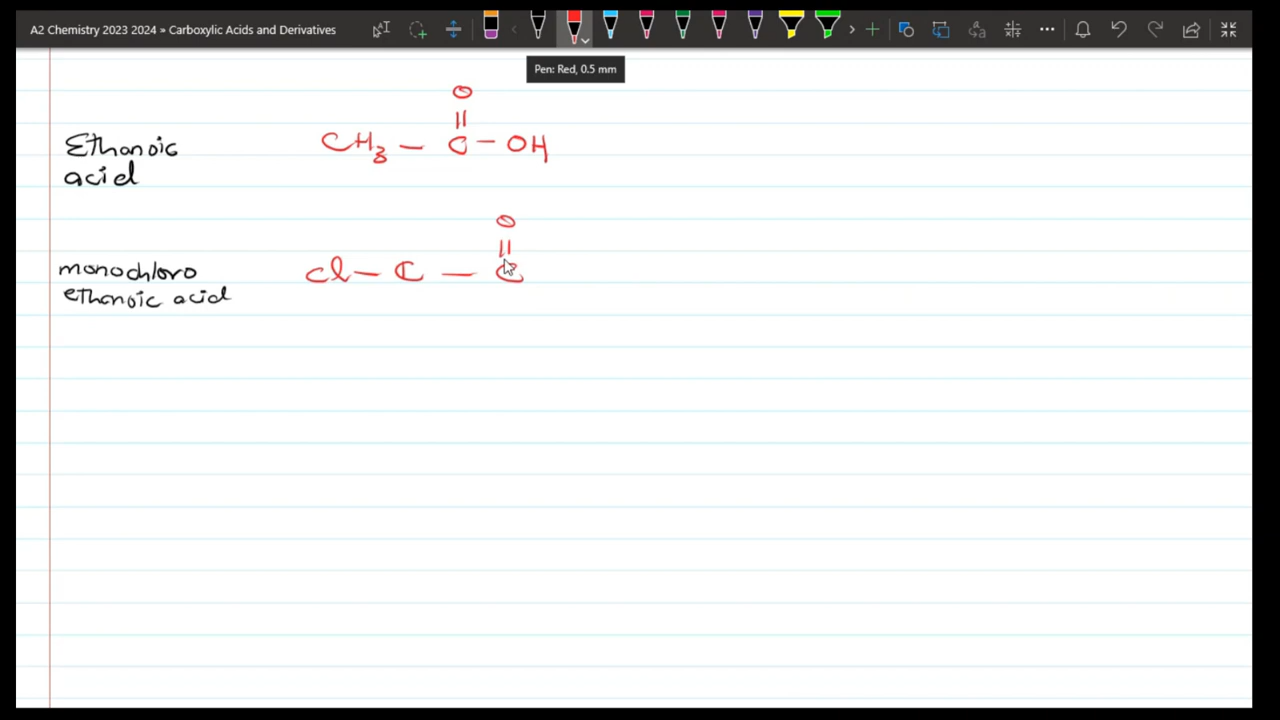 A2 Chemistry 2023 2024 » Carboxylic Acids and Derivatives
Pen: Red, 0.5 mm
O
||
Ethanoic CH3 — C — OH
acid
O
||
monochloro Cl — C — C
ethanoic acid